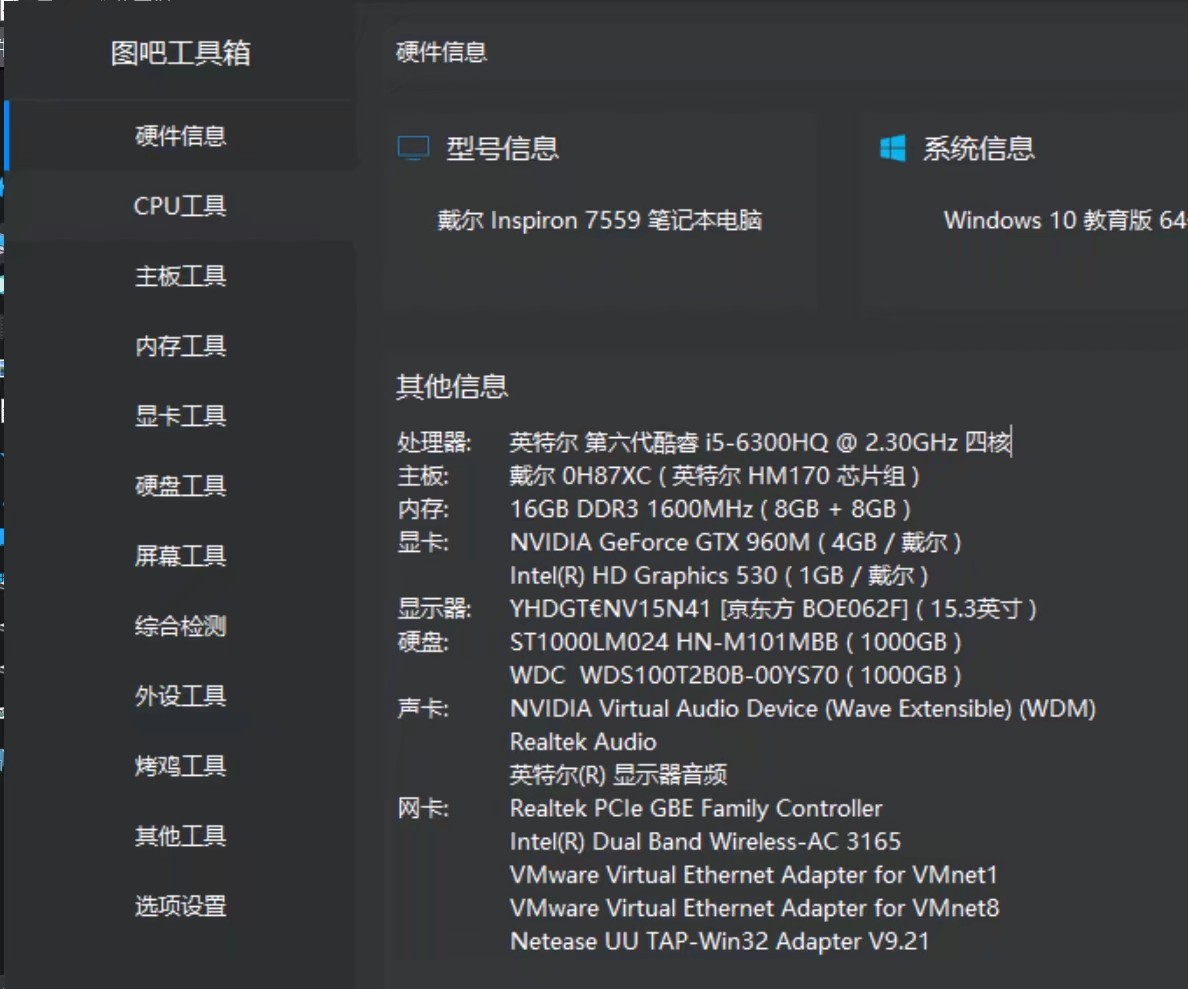 图吧工具箱
硬件信息
CPU工具
主板工具
内存工具
显卡工具
硬盘工具
屏幕工具
综合检测
外设工具
烤鸡工具
其他工具
选项设置
硬件信息
型号信息
戴尔 Inspiron 7559 笔记本电脑
系统信息
Windows 10 教育版 64
其他信息
处理器: 英特尔 第六代酷睿 i5-6300HQ @ 2.30GHz 四核
主板: 戴尔 0H87XC ( 英特尔 HM170 芯片组 )
内存: 16GB DDR3 1600MHz ( 8GB + 8GB )
显卡: NVIDIA GeForce GTX 960M ( 4GB / 戴尔 )
Intel(R) HD Graphics 530 ( 1GB / 戴尔 )
显示器: YHDGT€NV15N41 [京东方 BOE062F] ( 15.3英寸 )
硬盘: ST1000LM024 HN-M101MBB ( 1000GB )
WDC  WDS100T2B0B-00YS70 ( 1000GB )
声卡: NVIDIA Virtual Audio Device (Wave Extensible) (WDM)
Realtek Audio
英特尔(R) 显示器音频
网卡: Realtek PCIe GBE Family Controller
Intel(R) Dual Band Wireless-AC 3165
VMware Virtual Ethernet Adapter for VMnet1
VMware Virtual Ethernet Adapter for VMnet8
Netease UU TAP-Win32 Adapter V9.21